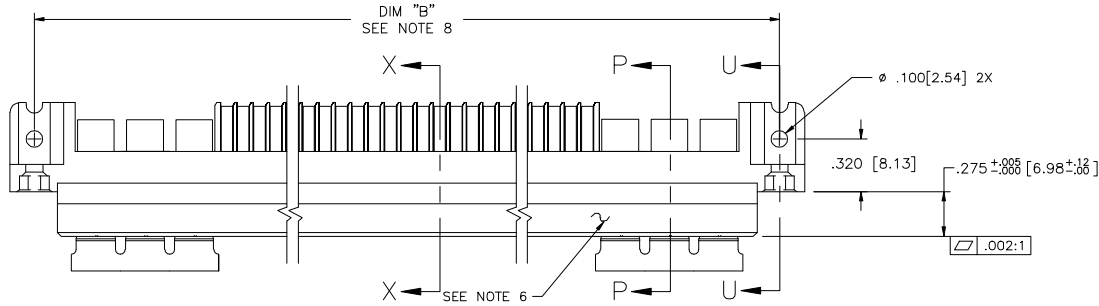 DIM "B"
SEE NOTE 8
X
P
U
ø .100[2.54] 2X
.320 [8.13]
.275 +.005 -.000 [6.98 +.12 -.00]
⏥ .002:1
X
SEE NOTE 6
P
U